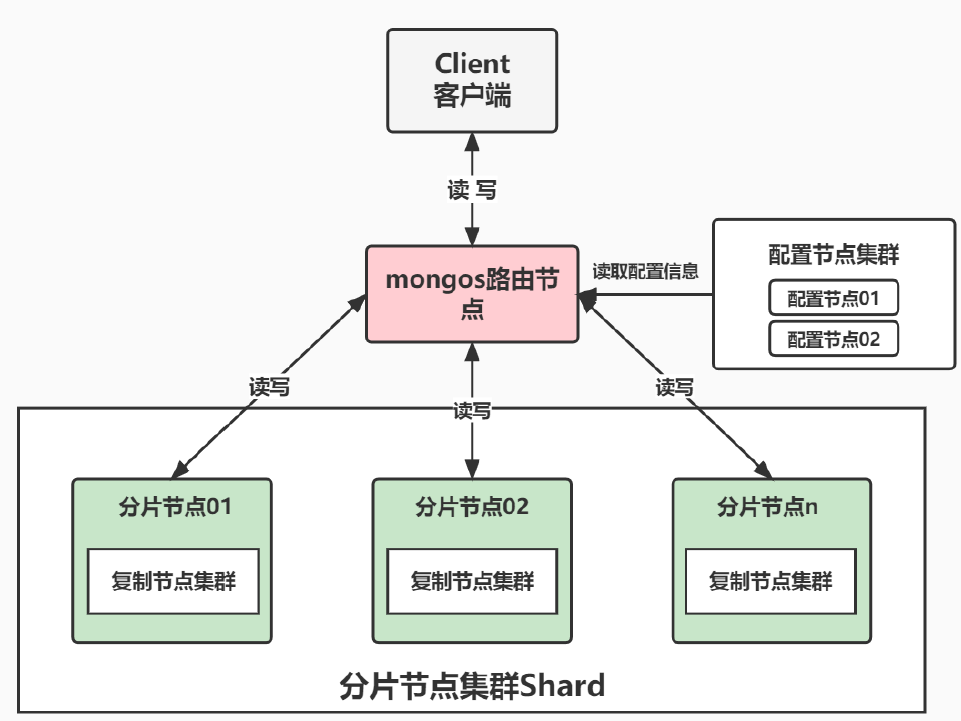 Client
客户端
读 写
mongos路由节
点
读取配置信息
配置节点集群
配置节点01
配置节点02
读写
读写
读写
分片节点01
复制节点集群
分片节点02
复制节点集群
分片节点n
复制节点集群
分片节点集群Shard